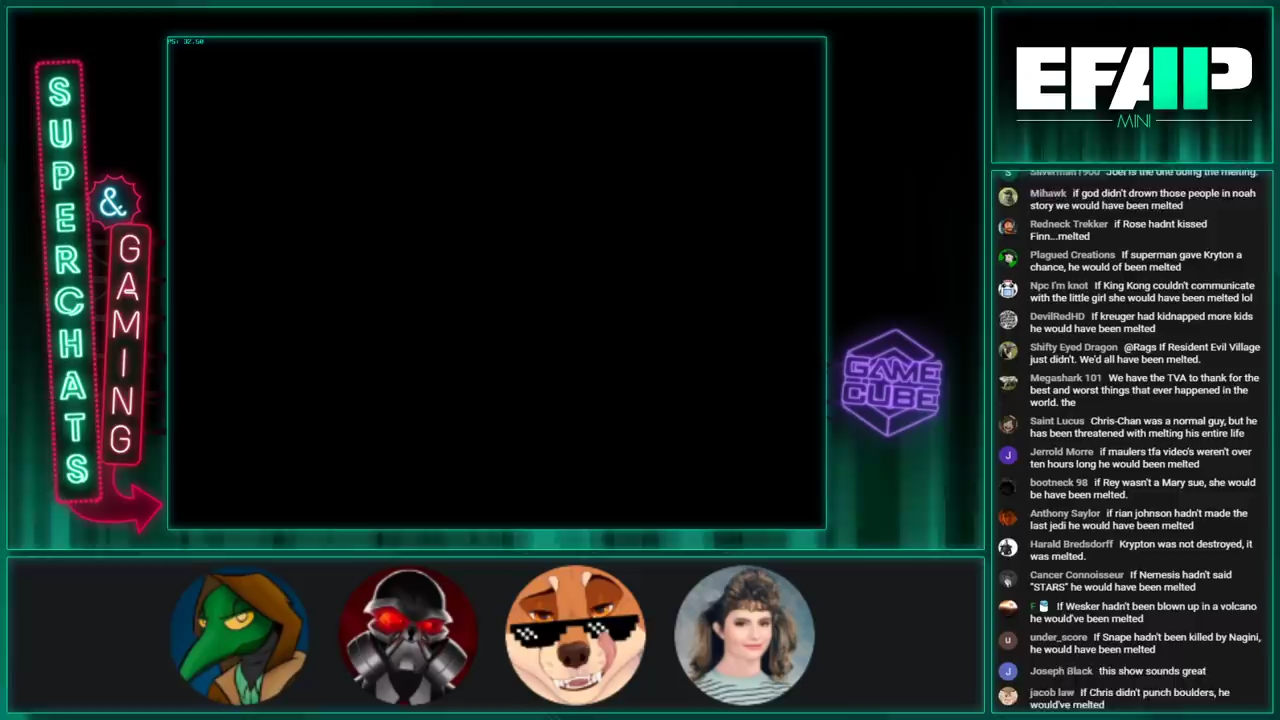 PS: 32.50
SUPERCHATS
&
GAMING
GAME
CUBE
EFAP
MINI
Silverman1900 Joel is the one doing the melting.
Mihawk if god didn't drown those people in noah
story we would have been melted
Redneck Trekker if Rose hadnt kissed
Finn...melted
Plagued Creations If superman gave Kryton a
chance, he would of been melted
Npc I'm knot If King Kong couldn't communicate
with the little girl she would have been melted lol
DevilRedHD If kreuger had kidnapped more kids
he would have been melted
Shifty Eyed Dragon @Rags If Resident Evil Village
just didn't. We'd all have been melted.
Megashark 101 We have the TVA to thank for the
best and worst things that ever happened in the
world. the
Saint Lucus Chris-Chan was a normal guy, but he
has been threatened with melting his entire life
J Jerrold Morre if maulers tfa video's weren't over
ten hours long he would have been melted
bootneck 98 if Rey wasn't a Mary sue, she would
be have been melted.
Anthony Saylor if rian johnson hadn't made the
last jedi he would have been melted
Harald Bredsdorff Krypton was not destroyed, it
was melted.
Cancer Connoisseur If Nemesis hadn't said
"STARS" he would have been melted
F If Wesker hadn't been blown up in a volcano
he would've been melted
u under_score If Snape hadn't been killed by Nagini,
he would have been melted
J Joseph Black this show sounds great
jacob law If Chris didn't punch boulders, he
would've melted